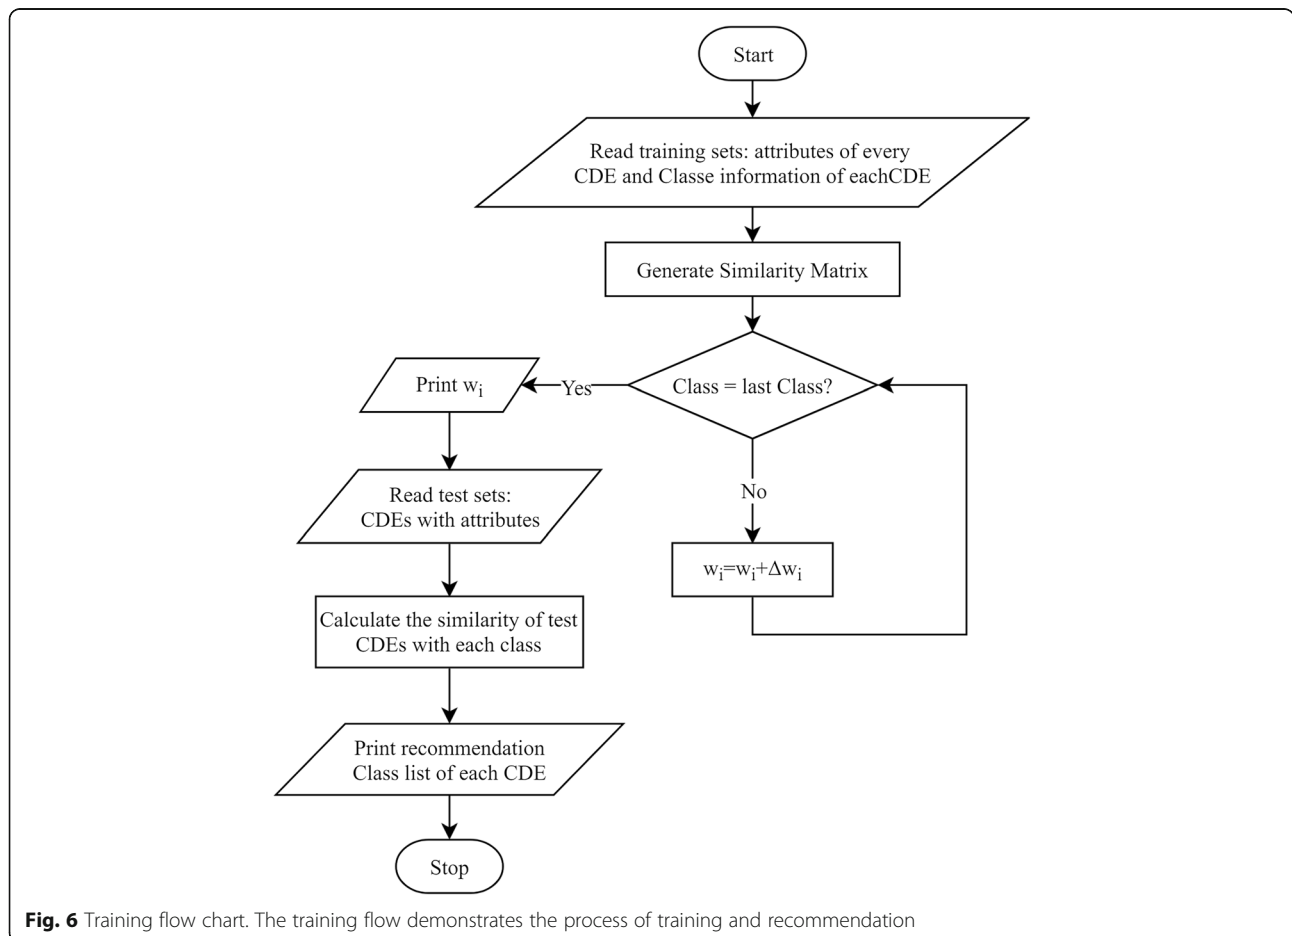 Start
Read training sets: attributes of every
CDE and Classe information of eachCDE
Generate Similarity Matrix
Class = last Class?
Yes
Print wi
No
wi=wi+Δwi
Read test sets:
CDEs with attributes
Calculate the similarity of test
CDEs with each class
Print recommendation
Class list of each CDE
Stop
Fig. 6 Training flow chart. The training flow demonstrates the process of training and recommendation